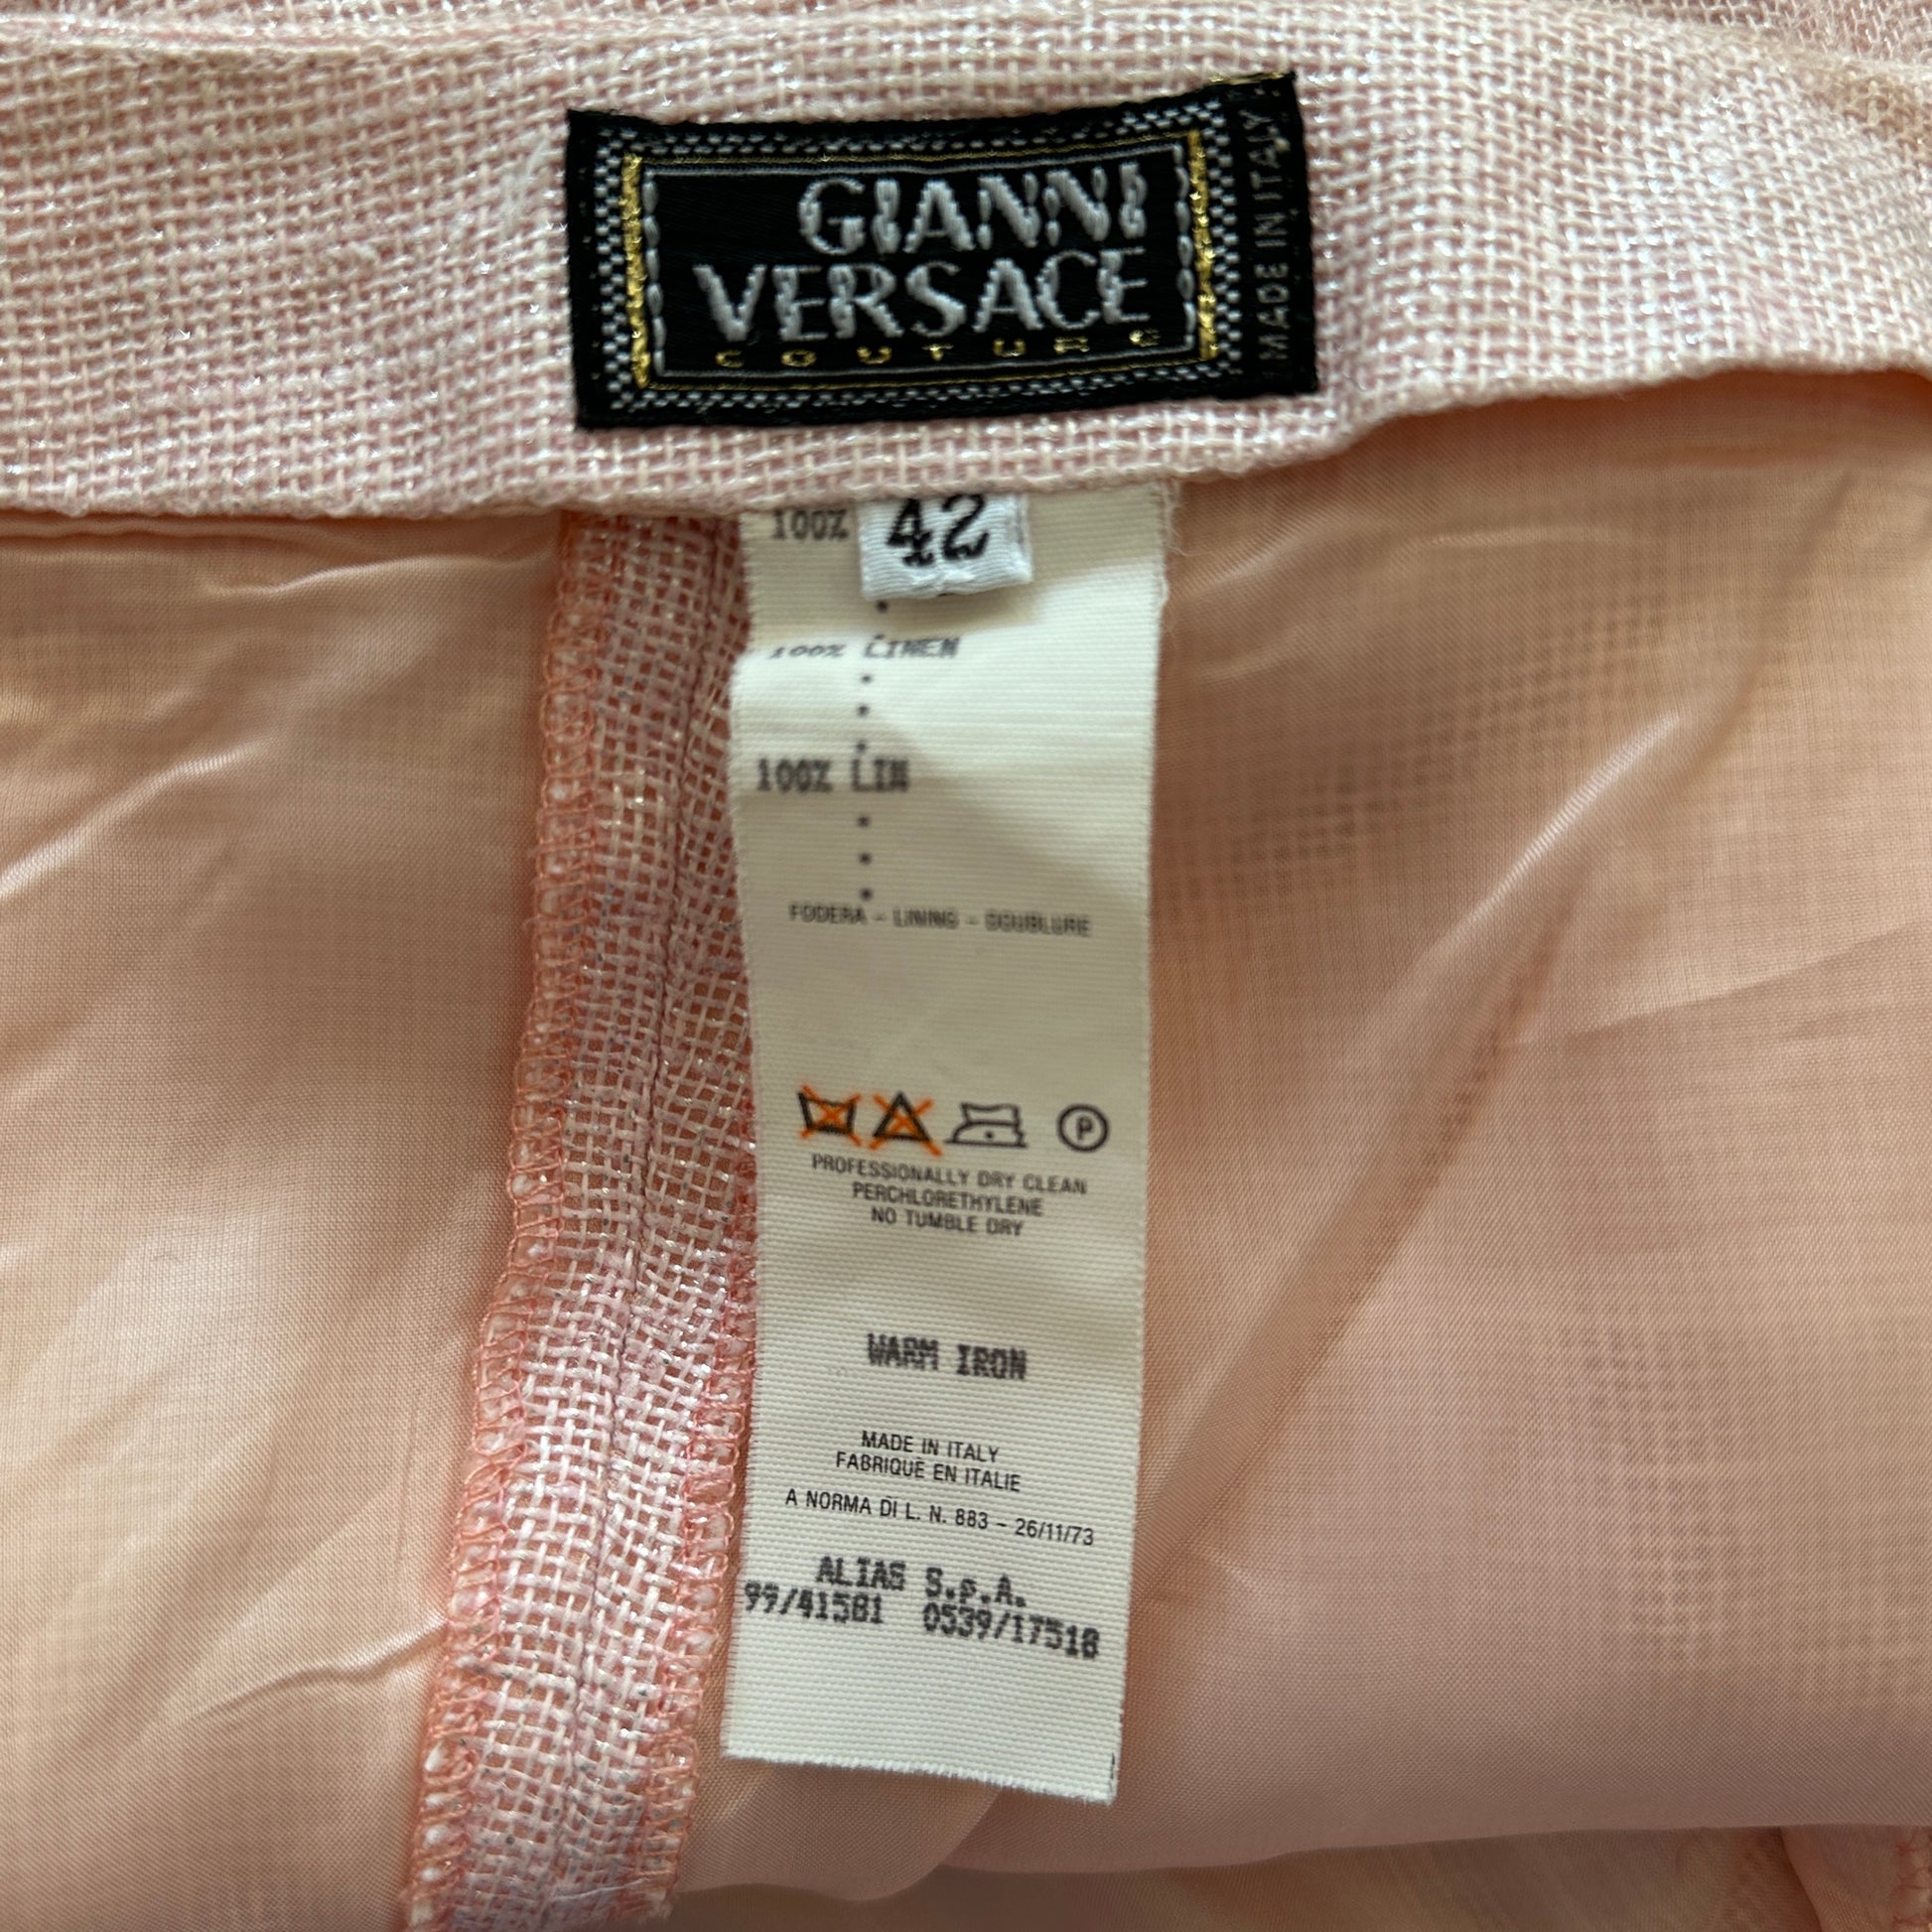 GIANNI
VERSACE
COUTURE
MADE IN ITALY
100%
42
100% LINEN
100% LIN
FODERA - LINING - DOUBLURE
P
PROFESSIONALLY DRY CLEAN
PERCHLORETHYLENE
NO TUMBLE DRY
WARM IRON
MADE IN ITALY
FABRIQUÉ EN ITALIE
A NORMA DI L. N. 883 - 26/11/73
ALIAS S.p.A.
99/41581 0539/17518